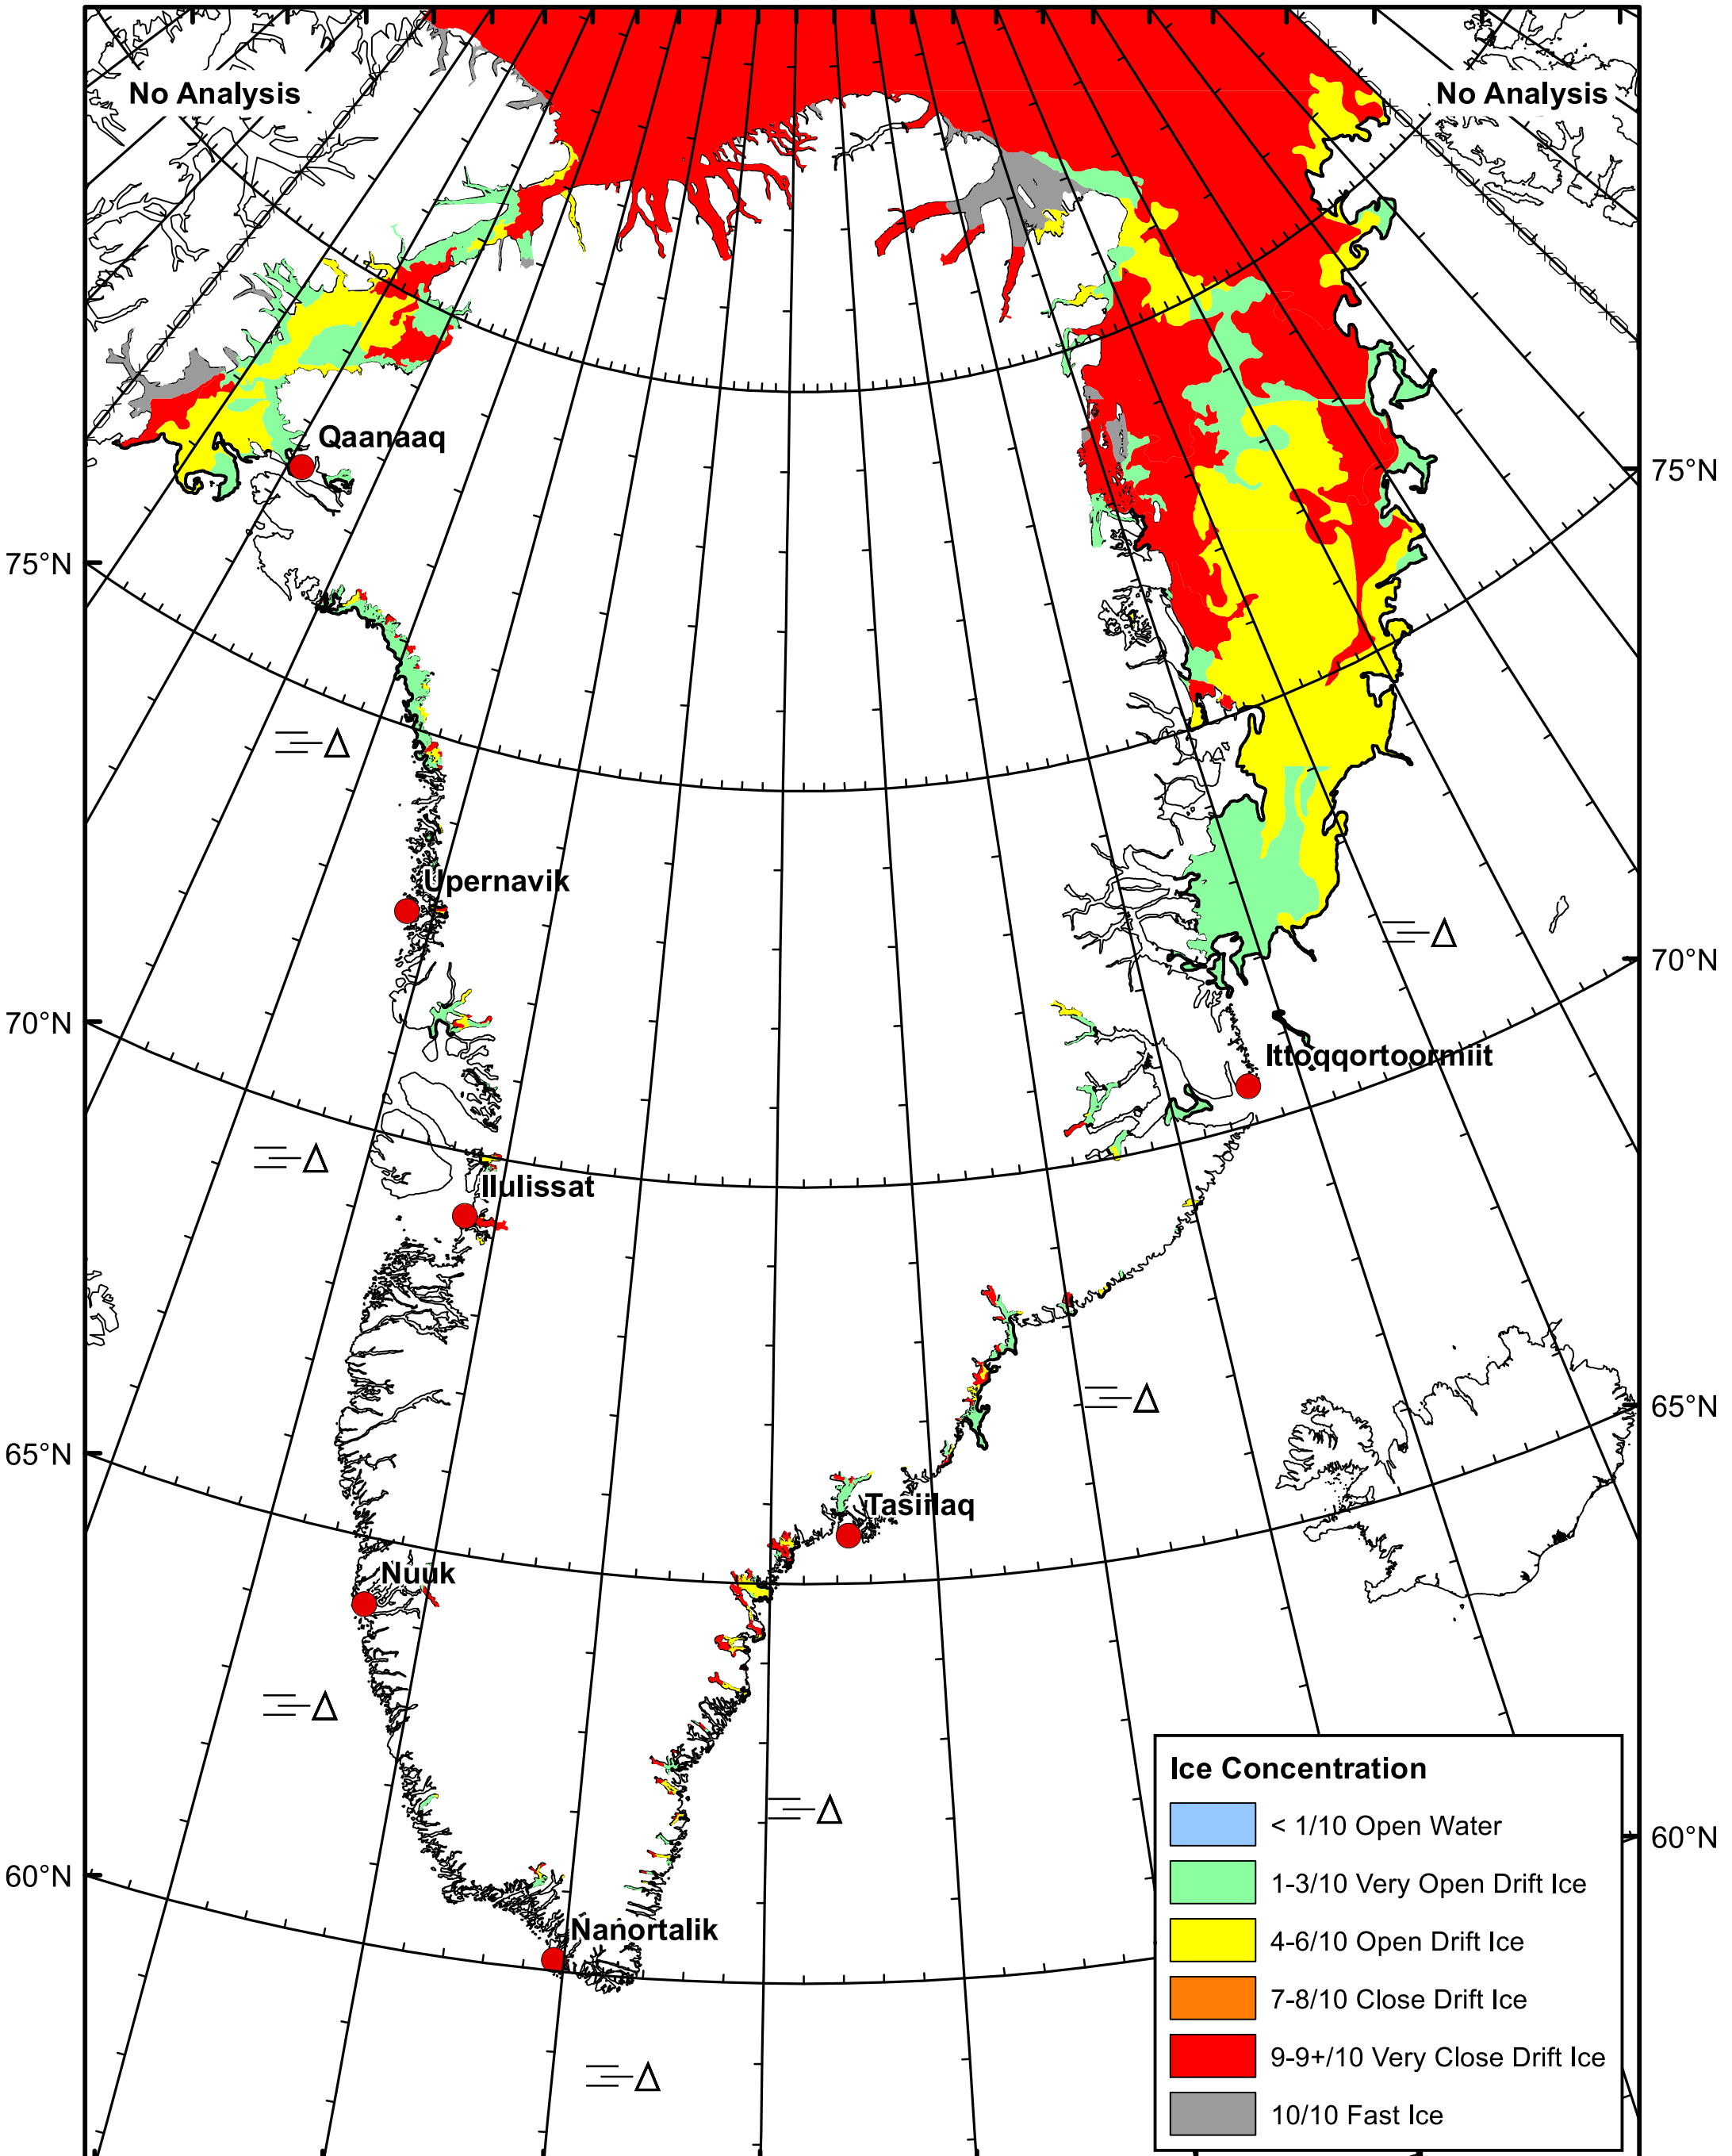 No Analysis
No Analysis
Qaanaaq
75°N
75°N
Upernavik
70°N
70°N
Ittoqqortoormiit
Ilulissat
65°N
65°N
Tasiilaq
Nuuk
60°N
60°N
Nanortalik
Ice Concentration
< 1/10 Open Water
1-3/10 Very Open Drift Ice
4-6/10 Open Drift Ice
7-8/10 Close Drift Ice
9-9+/10 Very Close Drift Ice
10/10 Fast Ice